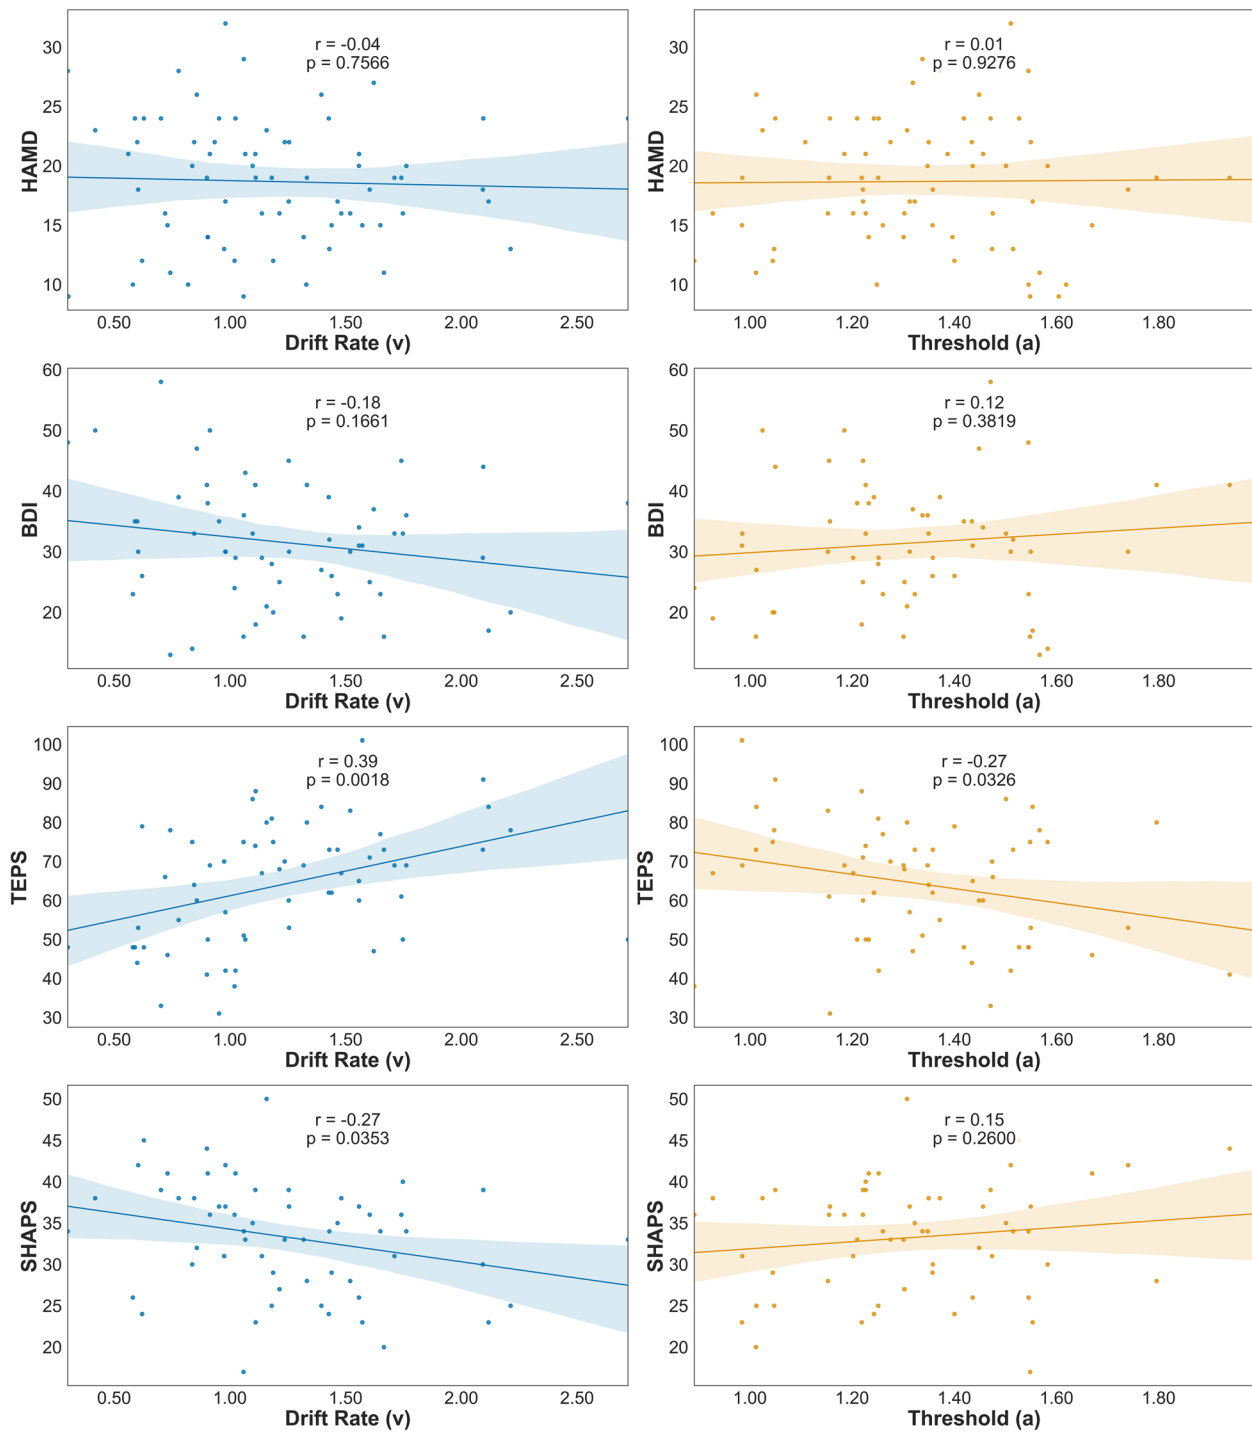 r = -0.04
p = 0.7566
30
25
20
15
10
HAMD
0.50 1.00 1.50 2.00 2.50
Drift Rate (v)
r = 0.01
p = 0.9276
30
25
20
15
10
HAMD
1.00 1.20 1.40 1.60 1.80
Threshold (a)
r = -0.18
p = 0.1661
60
50
40
30
20
BDI
0.50 1.00 1.50 2.00 2.50
Drift Rate (v)
r = 0.12
p = 0.3819
60
50
40
30
20
BDI
1.00 1.20 1.40 1.60 1.80
Threshold (a)
r = 0.39
p = 0.0018
100
90
80
70
60
50
40
30
TEPS
0.50 1.00 1.50 2.00 2.50
Drift Rate (v)
r = -0.27
p = 0.0326
100
90
80
70
60
50
40
30
TEPS
1.00 1.20 1.40 1.60 1.80
Threshold (a)
r = -0.27
p = 0.0353
50
45
40
35
30
25
20
SHAPS
0.50 1.00 1.50 2.00 2.50
Drift Rate (v)
r = 0.15
p = 0.2600
50
45
40
35
30
25
20
SHAPS
1.00 1.20 1.40 1.60 1.80
Threshold (a)